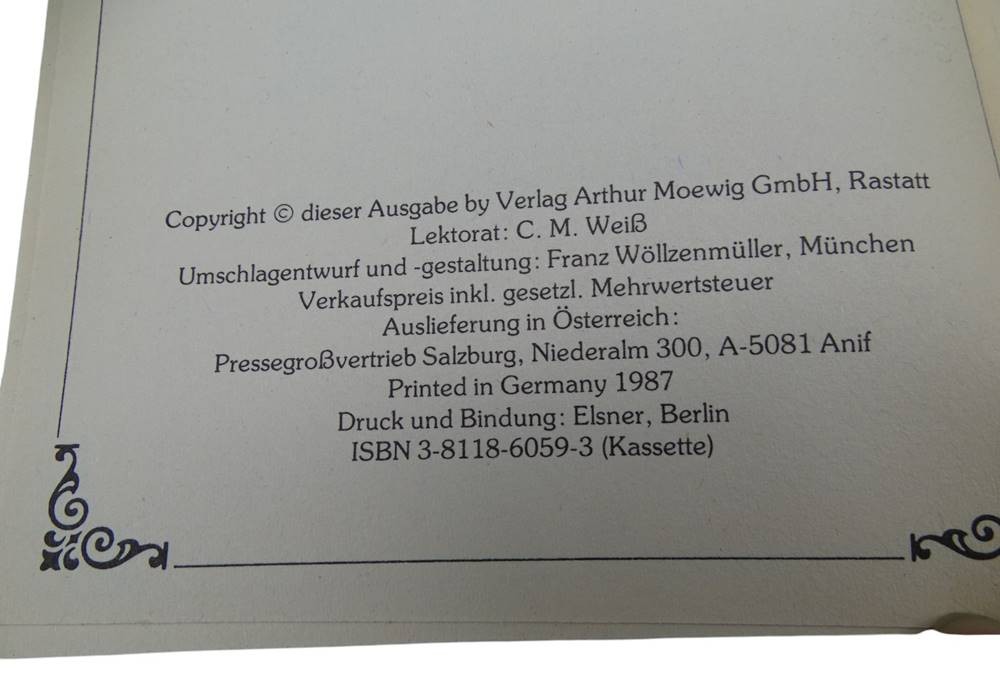 Copyright © dieser Ausgabe by Verlag Arthur Moewig GmbH, Rastatt
Lektorat: C. M. Weiß
Umschlagentwurf und -gestaltung: Franz Wöllzenmüller, München
Verkaufspreis inkl. gesetzl. Mehrwertsteuer
Auslieferung in Österreich:
Pressegroßvertrieb Salzburg, Niederalm 300, A-5081 Anif
Printed in Germany 1987
Druck und Bindung: Elsner, Berlin
ISBN 3-8118-6059-3 (Kassette)